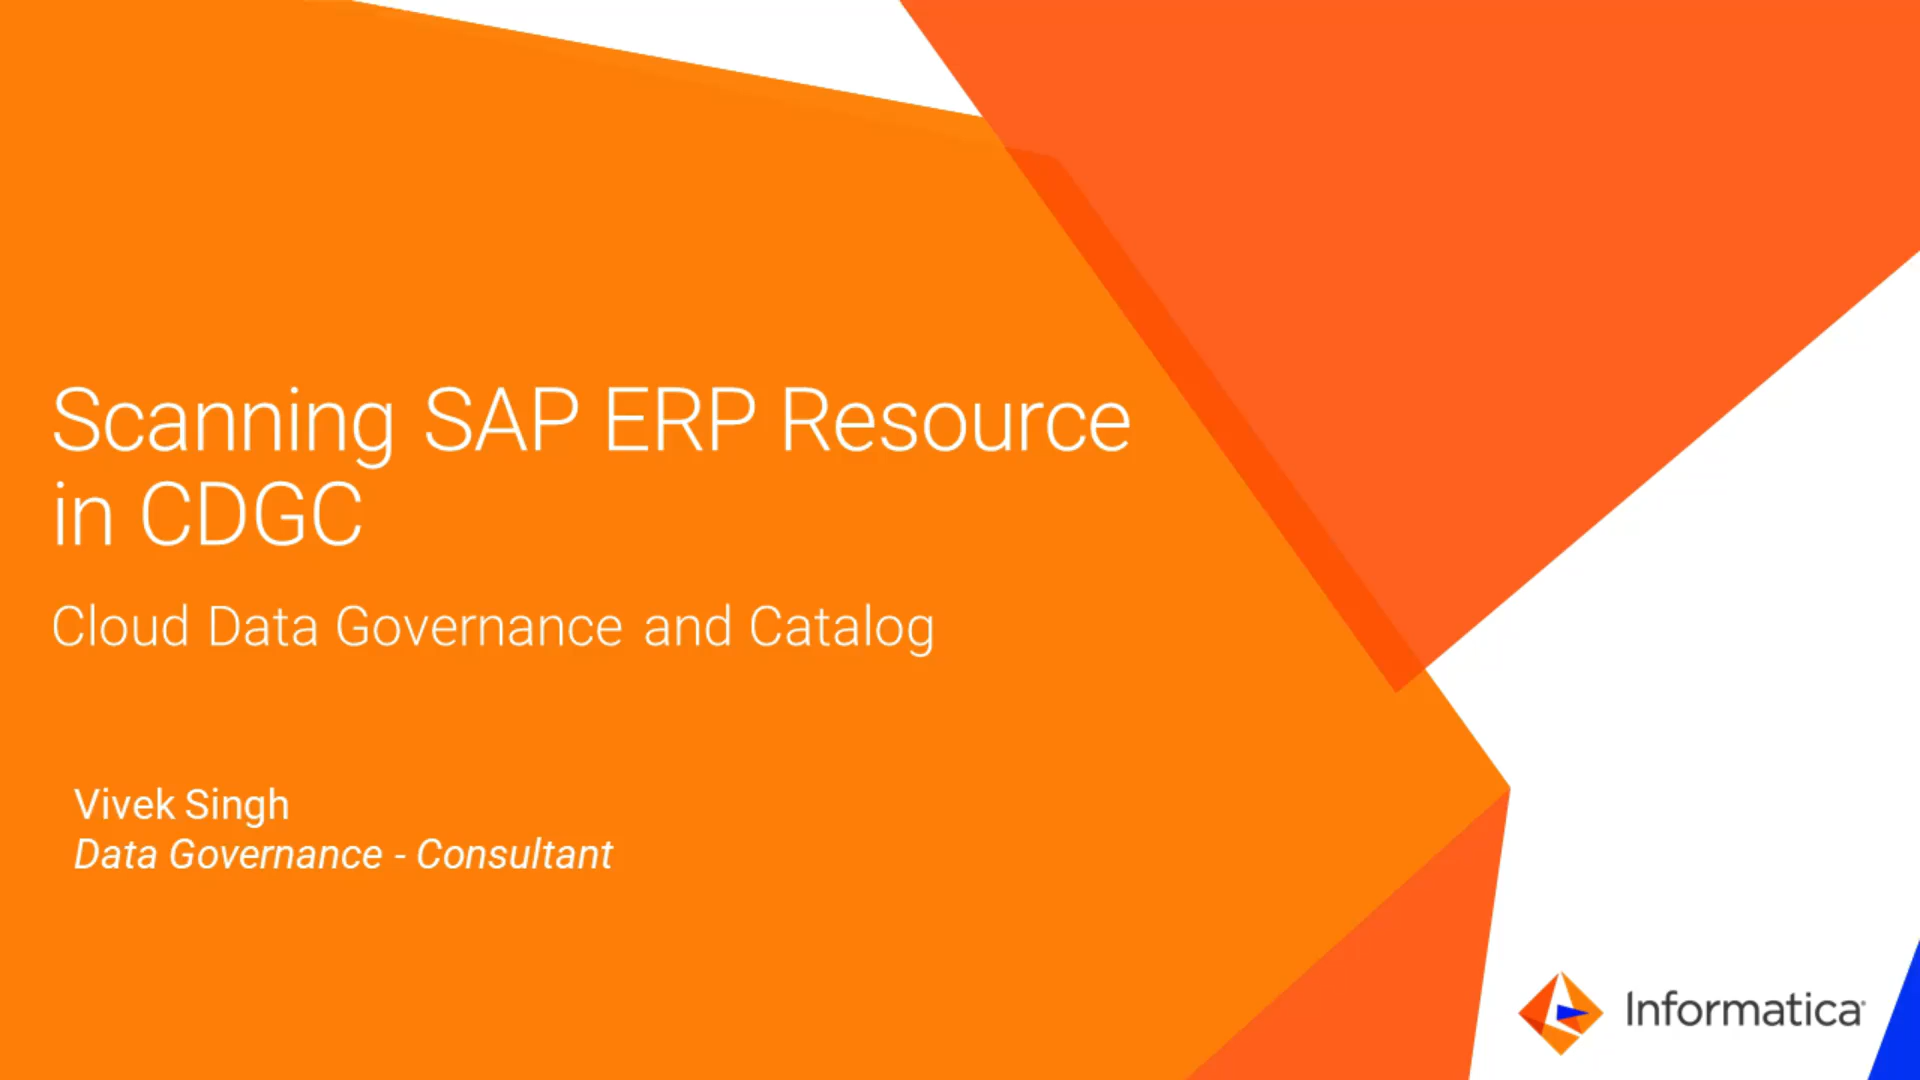 Scanning SAP ERP Resource
in CDGC
Cloud Data Governance and Catalog
Vivek Singh
Data Governance - Consultant
Informatica